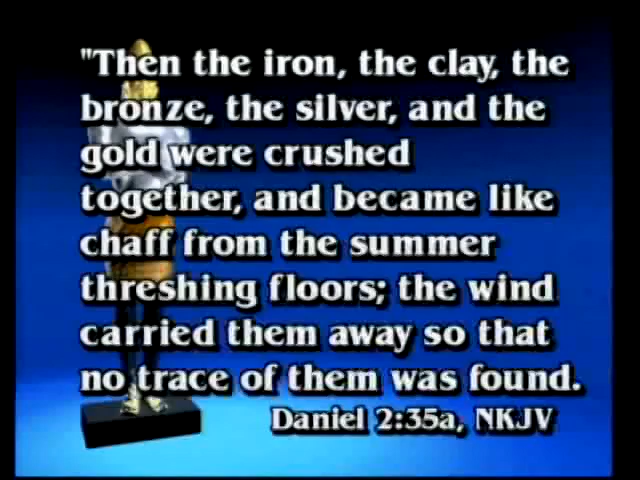 "Then the iron, the clay, the
bronze, the silver, and the
gold were crushed
together, and became like
chaff from the summer
threshing floors; the wind
carried them away so that
no trace of them was found.
Daniel 2:35a, NKJV